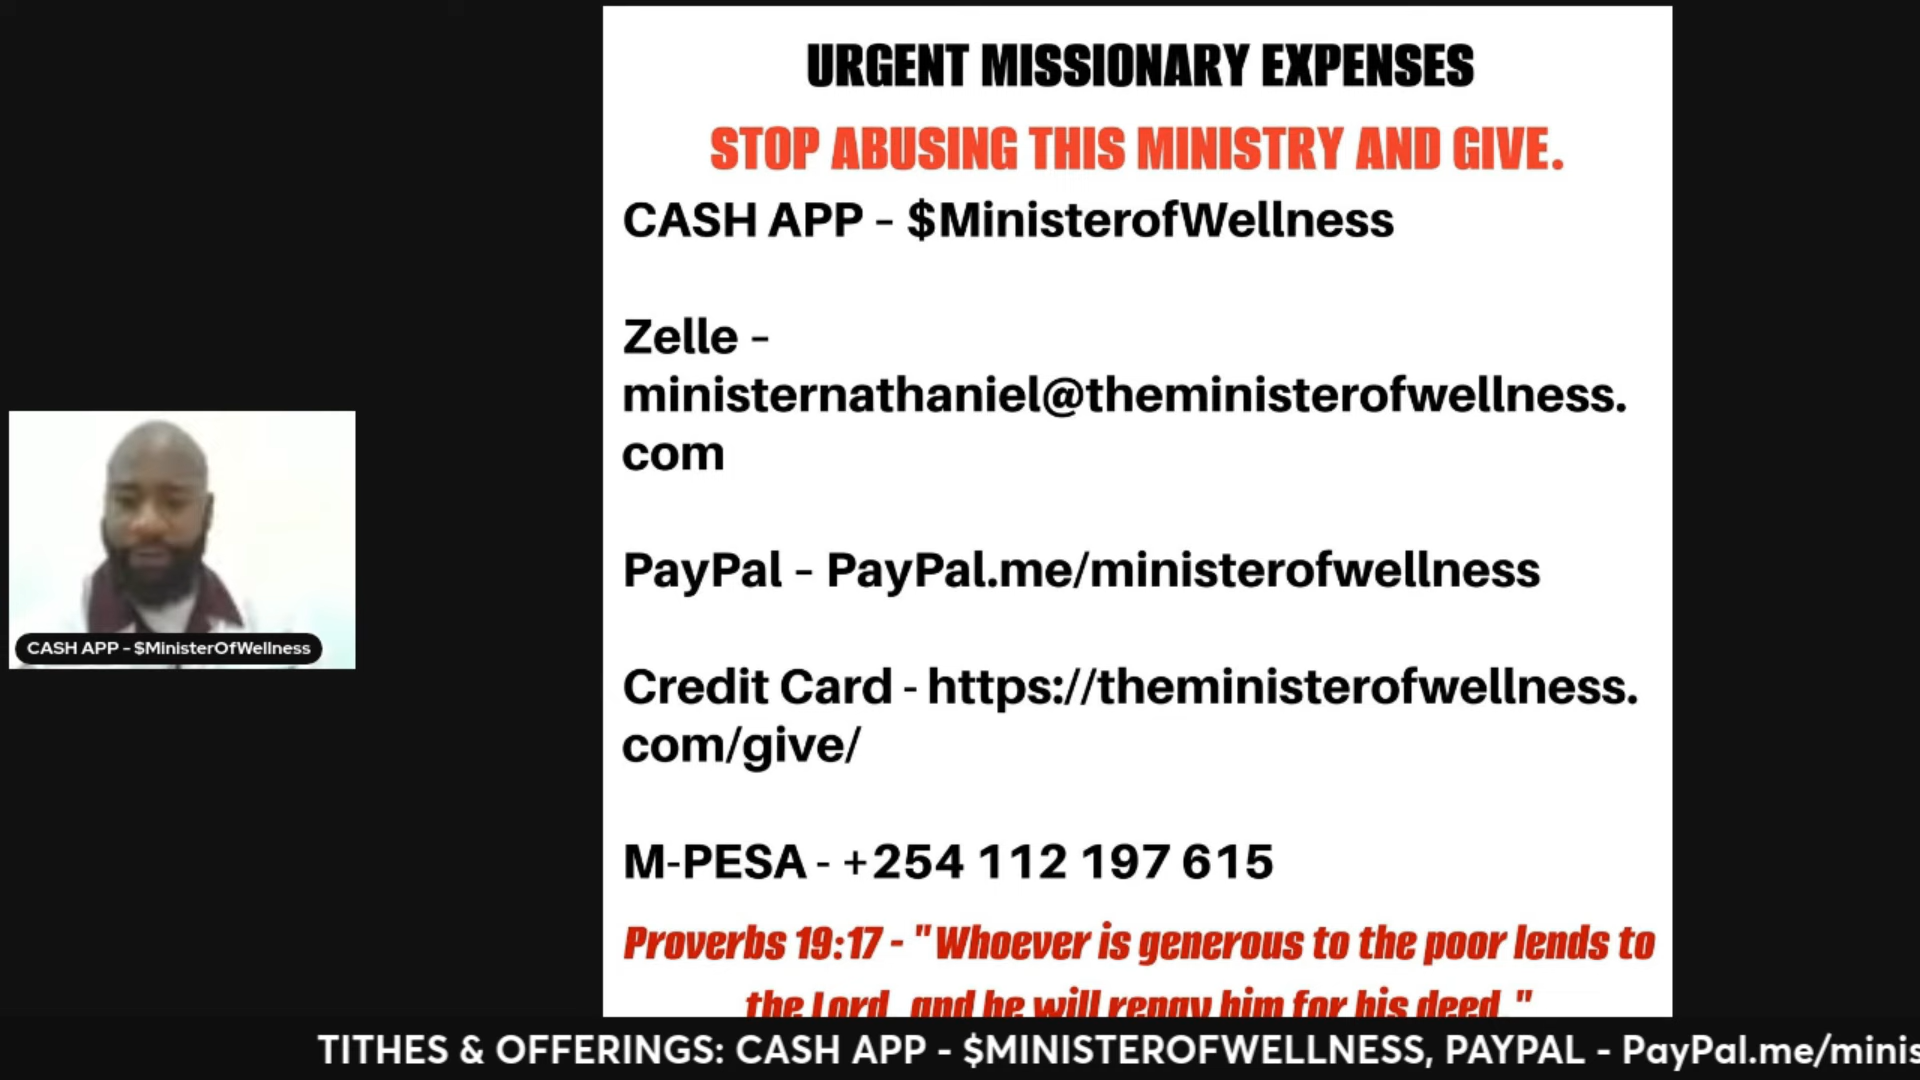 URGENT MISSIONARY EXPENSES
STOP ABUSING THIS MINISTRY AND GIVE.
CASH APP - $MinisterofWellness
Zelle -
ministernathaniel@theministerofwellness.
com
PayPal - PayPal.me/ministerofwellness
Credit Card - https://theministerofwellness.
com/give/
M-PESA - +254 112 197 615
Proverbs 19:17 - "Whoever is generous to the poor lends to
the Lord, and he will repay him for his deed."
CASH APP - $MinisterOfWellness
TITHES & OFFERINGS: CASH APP - $MINISTEROFWELLNESS, PAYPAL - PayPal.me/minis